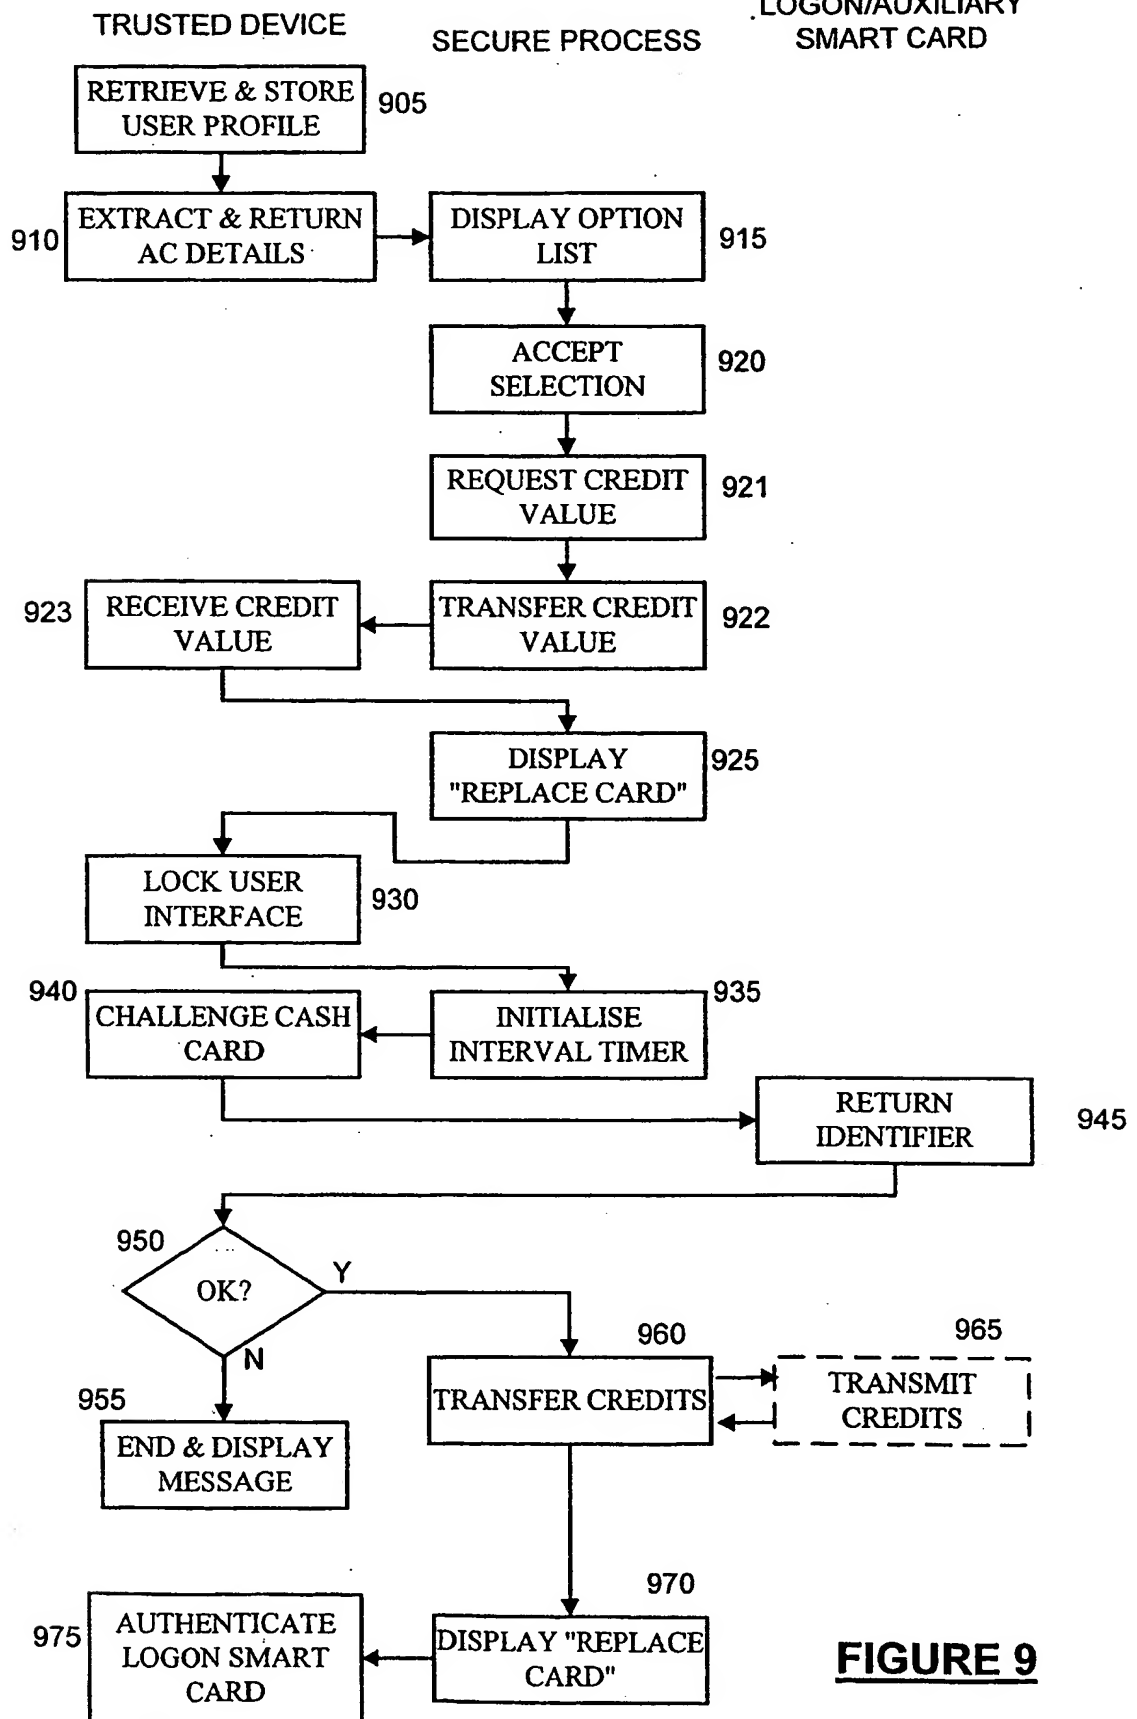 TRUSTED DEVICE
SECURE PROCESS
LOGON/AUXILIARY
SMART CARD
RETRIEVE & STORE
USER PROFILE
905
910
EXTRACT & RETURN
AC DETAILS
DISPLAY OPTION
LIST
915
ACCEPT
SELECTION
920
REQUEST CREDIT
VALUE
921
923
RECEIVE CREDIT
VALUE
TRANSFER CREDIT
VALUE
922
DISPLAY
"REPLACE CARD"
925
LOCK USER
INTERFACE
930
940
CHALLENGE CASH
CARD
INITIALISE
INTERVAL TIMER
935
RETURN
IDENTIFIER
945
950
OK?
Y
N
955
END & DISPLAY
MESSAGE
960
TRANSFER CREDITS
965
TRANSMIT
CREDITS
970
DISPLAY "REPLACE
CARD"
975
AUTHENTICATE
LOGON SMART
CARD
FIGURE 9